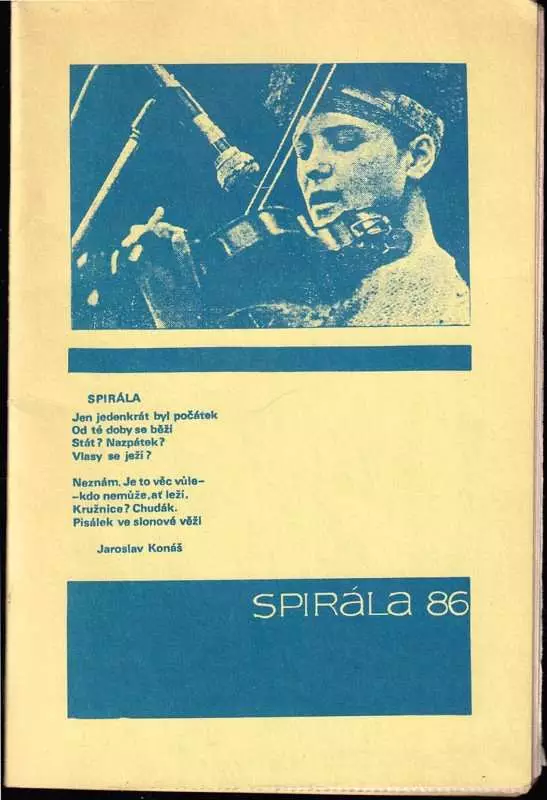 SPIRÁLA
Jen jedenkrát byl počátek
Od té doby se běží
Stát? Nazpátek?
Vlasy se ježí?
Neznám. Je to věc vůle-
-kdo nemůže, ať leží.
Kružnice? Chudák.
Pisálek ve slonové věži
Jaroslav Konáš
SPIRÁLA 86